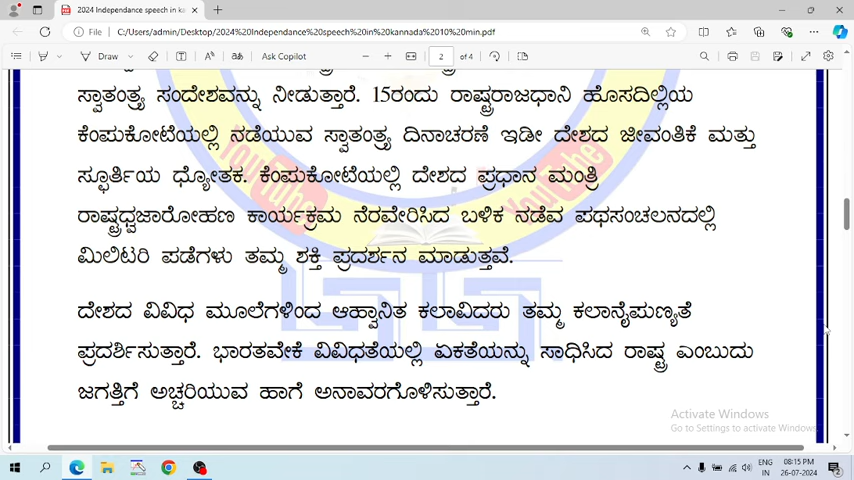 2024 Independance speech in ka
File
C:/Users/admin/Desktop/2024%20Independance%20speech%20in%20kannada%2010%20min.pdf
Draw
Ask Copilot
2
of 4
ಸ್ವಾತಂತ್ರ್ಯ ಸಂದೇಶವನ್ನು ನೀಡುತ್ತಾರೆ. 15ರಂದು ರಾಷ್ಟ್ರರಾಜಧಾನಿ ಹೊಸದಿಲ್ಲಿಯ
ಕೆಂಪುಕೋಟೆಯಲ್ಲಿ ನಡೆಯುವ ಸ್ವಾತಂತ್ರ್ಯ ದಿನಾಚರಣೆ ಇಡೀ ದೇಶದ ಜೀವಂತಿಕೆ ಮತ್ತು
ಸ್ಫೂರ್ತಿಯ ಧ್ಯೋತಕ. ಕೆಂಪುಕೋಟೆಯಲ್ಲಿ ದೇಶದ ಪ್ರಧಾನ ಮಂತ್ರಿ
ರಾಷ್ಟ್ರಧ್ವಜಾರೋಹಣ ಕಾರ್ಯಕ್ರಮ ನೆರವೇರಿಸಿದ ಬಳಿಕ ನಡೆವ ಪಥಸಂಚಲನದಲ್ಲಿ
ಮಿಲಿಟರಿ ಪಡೆಗಳು ತಮ್ಮ ಶಕ್ತಿ ಪ್ರದರ್ಶನ ಮಾಡುತ್ತವೆ.
ದೇಶದ ವಿವಿಧ ಮೂಲೆಗಳಿಂದ ಆಹ್ವಾನಿತ ಕಲಾವಿದರು ತಮ್ಮ ಕಲಾನೈಪುಣ್ಯತೆ
ಪ್ರದರ್ಶಿಸುತ್ತಾರೆ. ಭಾರತವೇಕೆ ವಿವಿಧತೆಯಲ್ಲಿ ಏಕತೆಯನ್ನು ಸಾಧಿಸಿದ ರಾಷ್ಟ್ರ ಎಂಬುದು
ಜಗತ್ತಿಗೆ ಅಚ್ಚರಿಯುವ ಹಾಗೆ ಅನಾವರಗೊಳಿಸುತ್ತಾರೆ.
YouTube
YouTube
Activate Windows
Go to Settings to activate Windows.
ENG
IN
08:15 PM
26-07-2024
2